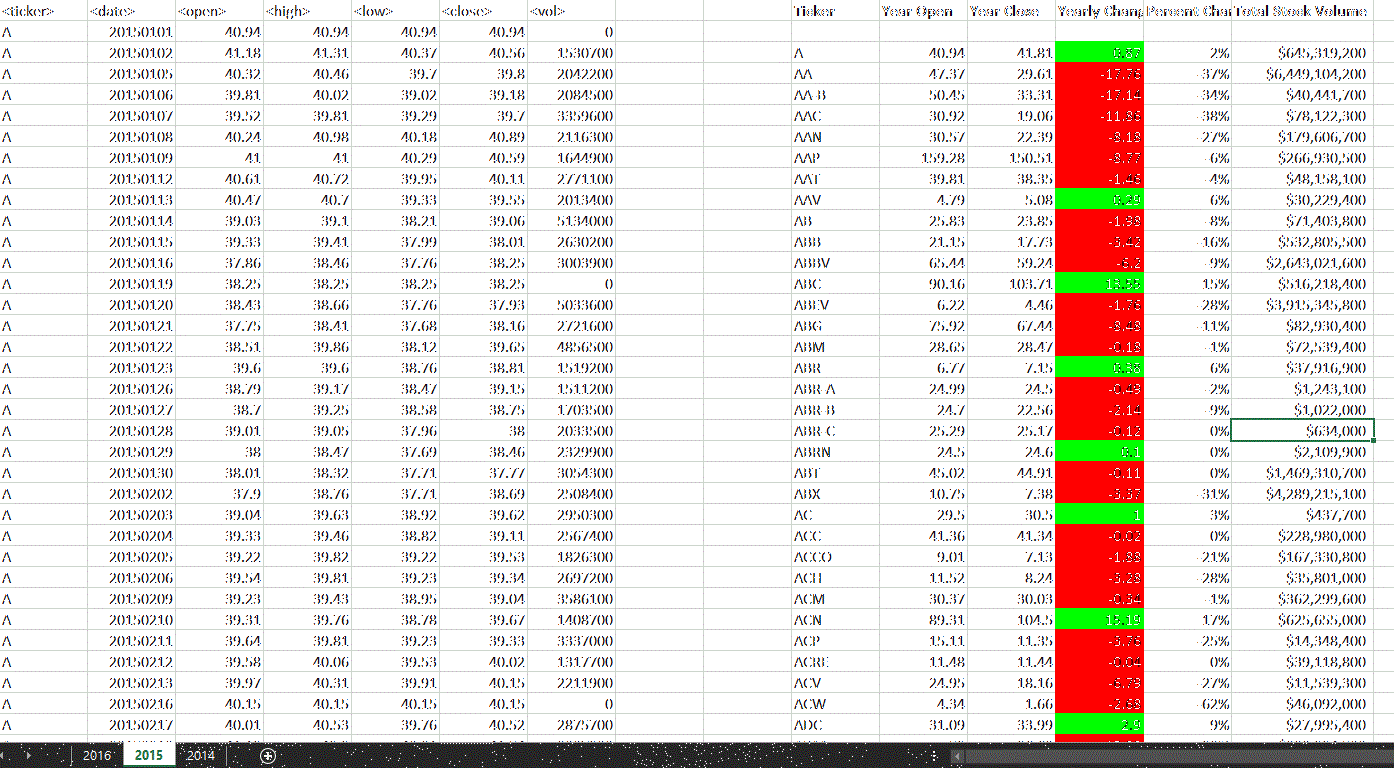 <ticker> <date> <open> <high> <low> <close> <vol> Ticker Year Open Year Close Yearly Chang Percent Chan Total Stock Volume
A 20150101 40.94 40.94 40.94 40.94 0
A 20150102 41.18 41.31 40.37 40.56 1530700 A 40.94 41.81 0.87 2% $645,319,200
A 20150105 40.32 40.46 39.7 39.8 2042200 AA 47.37 29.61 -17.76 -37% $6,449,104,200
A 20150106 39.81 40.02 39.02 39.18 2084500 AA-B 50.45 33.31 -17.14 -34% $40,441,700
A 20150107 39.52 39.81 39.29 39.7 3359600 AAC 30.92 19.06 -11.86 -38% $78,122,300
A 20150108 40.24 40.98 40.18 40.89 2116300 AAN 30.57 22.39 -8.18 -27% $179,606,700
A 20150109 41 41 40.29 40.59 1644900 AAP 159.28 150.51 -8.77 -6% $266,930,500
A 20150112 40.61 40.72 39.95 40.11 2771100 AAT 39.81 38.35 -1.46 -4% $48,158,100
A 20150113 40.47 40.7 39.33 39.55 2013400 AAV 4.79 5.08 0.29 6% $30,229,400
A 20150114 39.03 39.1 38.21 39.06 5134000 AB 25.83 23.85 -1.98 -8% $71,403,800
A 20150115 39.33 39.41 37.99 38.01 2630200 ABB 21.15 17.73 -3.42 -16% $532,805,500
A 20150116 37.86 38.46 37.76 38.25 3003900 ABBV 65.44 59.24 -6.2 -9% $2,643,021,600
A 20150119 38.25 38.25 38.25 38.25 0 ABC 90.16 103.71 13.55 15% $516,218,400
A 20150120 38.43 38.66 37.76 37.93 5033600 ABEV 6.22 4.46 -1.76 -28% $3,915,345,800
A 20150121 37.75 38.41 37.68 38.16 2721600 ABG 75.92 67.44 -8.48 -11% $82,930,400
A 20150122 38.51 39.86 38.12 39.65 4856500 ABM 28.65 28.47 -0.18 -1% $72,539,400
A 20150123 39.6 39.6 38.76 38.81 1519200 ABR 6.77 7.15 0.38 6% $37,916,900
A 20150126 38.79 39.17 38.47 39.15 1511200 ABR-A 24.99 24.5 -0.49 -2% $1,243,100
A 20150127 38.7 39.25 38.58 38.75 1703500 ABR-B 24.7 22.56 -2.14 -9% $1,022,000
A 20150128 39.01 39.05 37.96 38 2033500 ABR-C 25.29 25.17 -0.12 0% $634,000
A 20150129 38 38.47 37.69 38.46 2329900 ABRN 24.5 24.6 0.1 0% $2,109,900
A 20150130 38.01 38.32 37.71 37.77 3054300 ABT 45.02 44.91 -0.11 0% $1,469,310,700
A 20150202 37.9 38.76 37.71 38.69 2508400 ABX 10.75 7.38 -3.37 -31% $4,289,215,100
A 20150203 39.04 39.63 38.92 39.62 2950300 AC 29.5 30.5 1 3% $437,700
A 20150204 39.33 39.46 38.82 39.11 2567400 ACC 41.36 41.34 -0.02 0% $228,980,000
A 20150205 39.22 39.82 39.22 39.53 1826300 ACCO 9.01 7.13 -1.88 -21% $167,330,800
A 20150206 39.54 39.81 39.23 39.34 2697200 ACH 11.52 8.24 -3.28 -28% $35,801,000
A 20150209 39.23 39.43 38.95 39.04 3586100 ACM 30.37 30.03 -0.34 -1% $362,299,600
A 20150210 39.31 39.76 38.78 39.67 1408700 ACN 89.31 104.5 15.19 17% $625,655,000
A 20150211 39.64 39.81 39.23 39.33 3337000 ACP 15.11 11.35 -3.76 -25% $14,348,400
A 20150212 39.58 40.06 39.53 40.02 1317700 ACRE 11.48 11.44 -0.04 0% $39,118,800
A 20150213 39.97 40.31 39.91 40.15 2211900 ACV 24.95 18.16 -6.79 -27% $11,539,300
A 20150216 40.15 40.15 40.15 40.15 0 ACW 4.34 1.66 -2.68 -62% $46,092,000
A 20150217 40.01 40.53 39.76 40.52 2875700 ADC 31.09 33.99 2.9 9% $27,995,400
2016 2015 2014